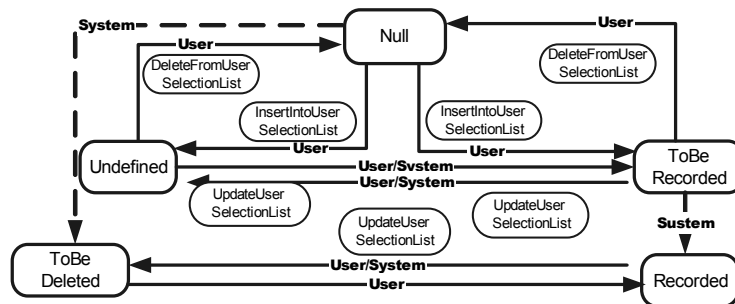 System
Null
User
User
DeleteFromUser
SelectionList
DeleteFromUser
SelectionList
InsertIntoUser
SelectionList
InsertIntoUser
SelectionList
User
User
Undefined
ToBe
Recorded
User/System
User/System
UpdateUser
SelectionList
UpdateUser
SelectionList
UpdateUser
SelectionList
Sustem
ToBe
Deleted
User/System
User
Recorded